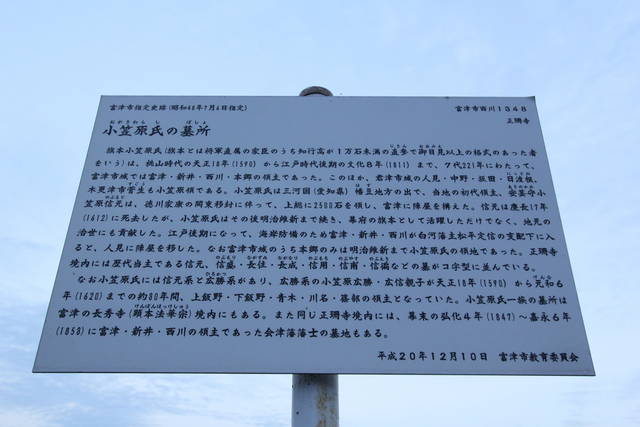 富津市指定史跡(昭和48年7月4日指定)
富津市西川1348
正珊寺
おがさわらし ぼしょ
小笠原氏の墓所
旗本小笠原氏(旗本とは将軍直属の家臣のうち知行高が1万石未満の直参で御目見以上の格式のあった者
をいう)は、桃山時代の天正18年(1590)から江戸時代後期の文化8年(1811)まで、7代221年にわたって、
富津市域では富津・新井・西川・本郷の領主であった。このほか、君津市域の人見・中野・坂田・日渡根、
木更津市菅生も小笠原領である。小笠原氏は三河国(愛知県)幡豆地方の出で、当地の初代領主、安芸守小
笠原信元は、徳川家康の関東移封に伴って、上総に2580石を領し、富津に陣屋を構えた。信元は慶長17年
(1612)に死去したが、小笠原氏はその後明治維新まで続き、幕府の旗本として活躍しただけでなく、地元の
治世にも貢献した。江戸後期になって、海岸防備のため富津・新井・西川が白河藩主松平定信の支配下に入
ると、人見に陣屋を移した。なお富津市域のうち本郷のみは明治維新まで小笠原氏の領地であった。正珊寺
境内には歴代当主である信元、信盛・長住・長成・信用・信甫・信倫などの墓がコ字型に並んでいる。
なお小笠原氏には信元系と広勝系があり、広勝系の小笠原広勝・広信親子が天正18年(1590)から元和6
年(1620)までの約30年間、上飯野・下飯野・青木・川名・篠部の領主となっていた。小笠原氏一族の墓所は
富津の長秀寺(顕本法華宗)境内にもある。また同じ正珊寺境内には、幕末の弘化4年(1847)~嘉永6年
(1858)に富津・新井・西川の領主であった会津藩藩士の墓地もある。
平成20年12月10日 富津市教育委員会